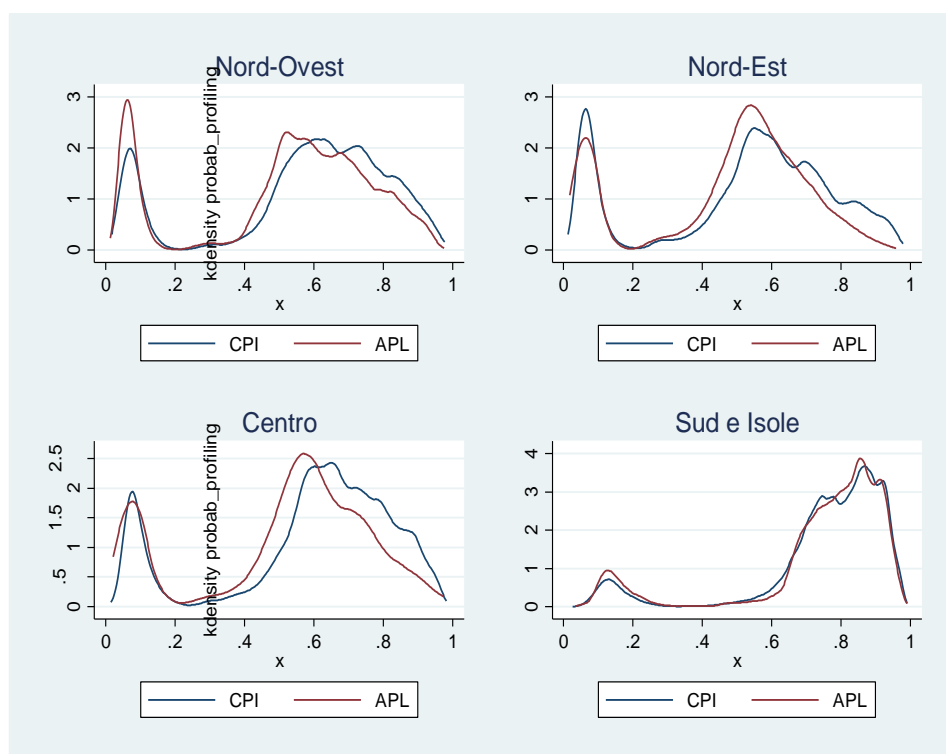 Nord-Ovest
kdensity probab_profiling
3
2
1
0
0 .2 .4 .6 .8 1
x
CPI APL
Nord-Est
3
2
1
0
0 .2 .4 .6 .8 1
x
CPI APL
Centro
kdensity probab_profiling
2.5
2
1.5
1
.5
0
0 .2 .4 .6 .8 1
x
CPI APL
Sud e Isole
4
3
2
1
0
0 .2 .4 .6 .8 1
x
CPI APL